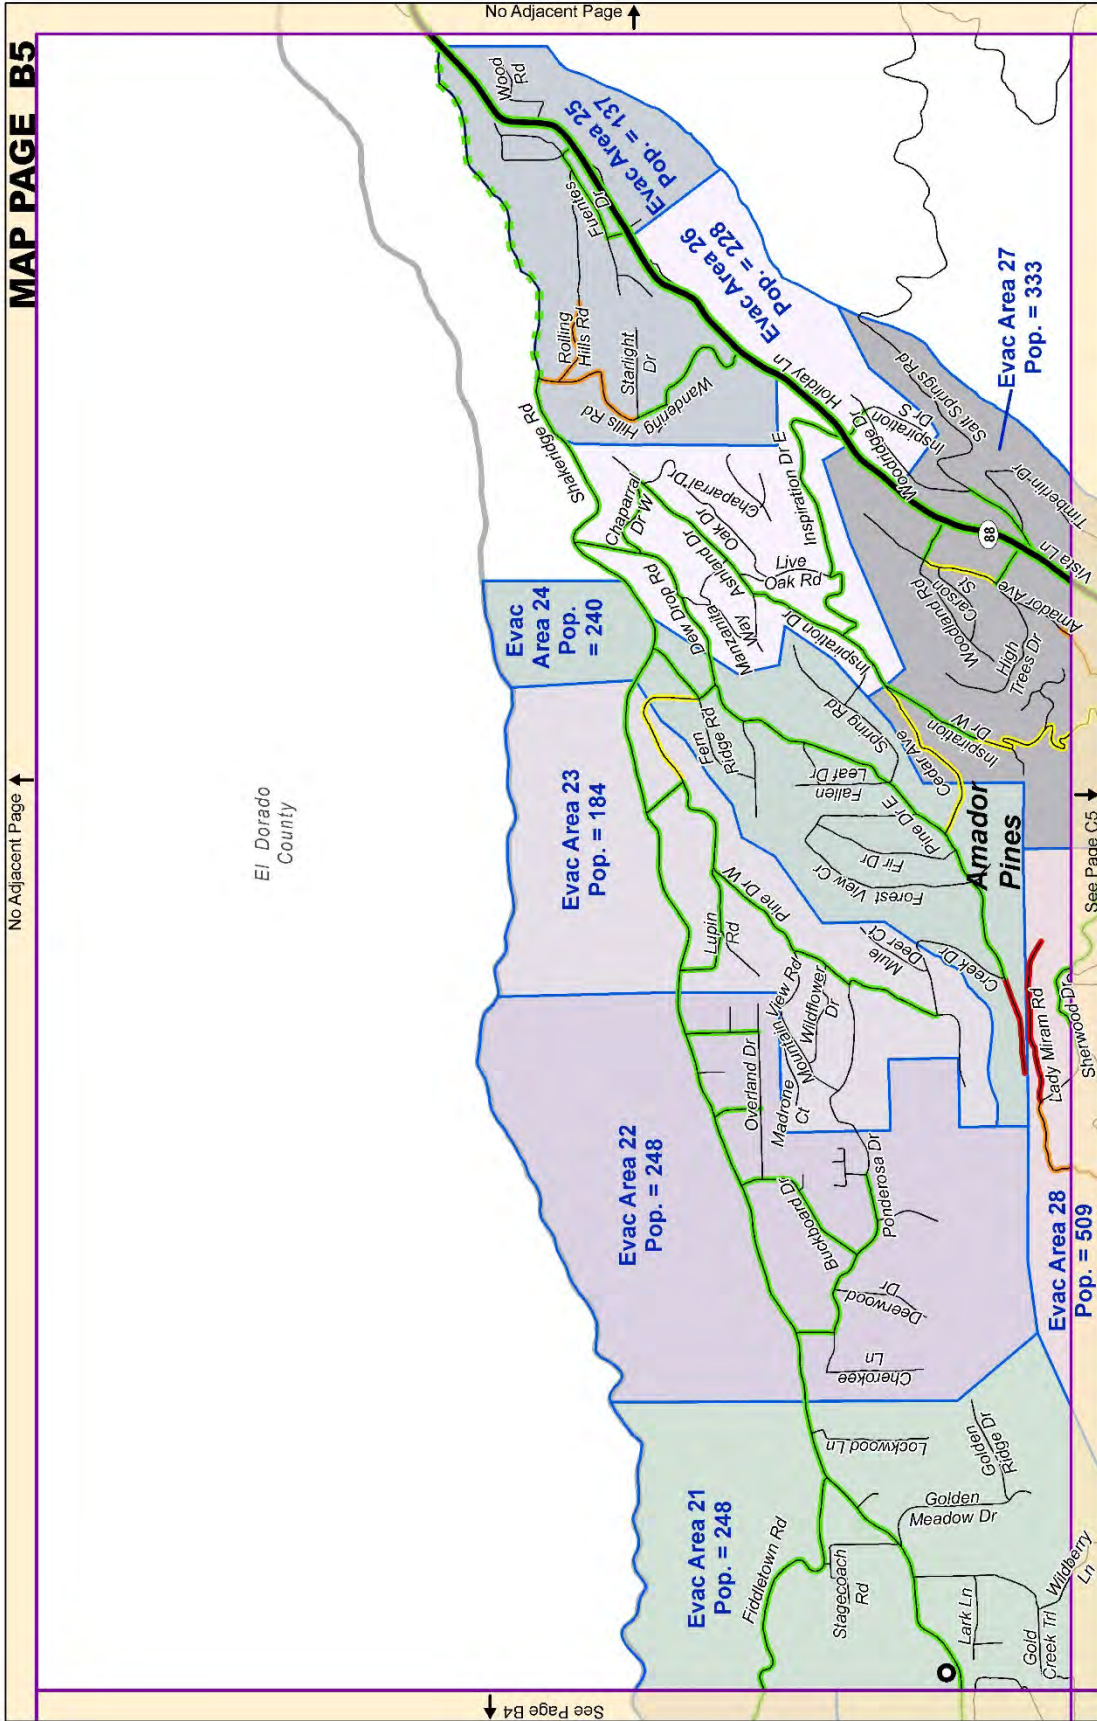 MAP PAGE B5
No Adjacent Page
No Adjacent Page
See Page B4
See Page C5
El Dorado
County
Evac Area 21
Pop. = 248
Evac Area 22
Pop. = 248
Evac Area 23
Pop. = 184
Evac
Area 24
Pop.
= 240
Evac Area 25
Pop. = 137
Evac Area 26
Pop. = 228
Evac Area 27
Pop. = 333
Evac Area 28
Pop. = 509
Amador
Pines
88
Wood
Rd
Fuentes
Dr
Rolling
Hills Rd
Starlight
Dr
Wandering
Hills Rd
Shakeridge Rd
Holiday Ln
Chaparral
Dr W
Chaparral Dr
Oak Dr
Ashland Dr
Live
Oak Rd
Inspiration Dr E
Woodridge Dr
Inspiration
Dr S
Salt Springs Rd
Timberlin Dr
Vista Ln
Amador Ave
Carson
St
Woodland Rd
High
Trees Dr
Dew Drop Rd
Manzanita
Way
Inspiration Dr
Inspiration
Dr W
Cedar Ave
Spring Rd
Fallen
Leaf Dr
Fern
Ridge Rd
Pine Dr E
Fir Dr
Forest View Cr
Creek Dr
Mule
Deer Ct
Pine Dr W
Lupin
Rd
Mountain View Rd
Wildflower
Dr
Madrone
Ct
Overland Dr
Buckboard Dr
Ponderosa Dr
Deerwood
Dr
Cherokee
Ln
Lady Miram Rd
Sherwood Dr
Lockwood Ln
Golden
Ridge Dr
Golden
Meadow Dr
Fiddletown Rd
Stagecoach
Rd
Lark Ln
Gold
Creek Trl
Wildberry
Ln